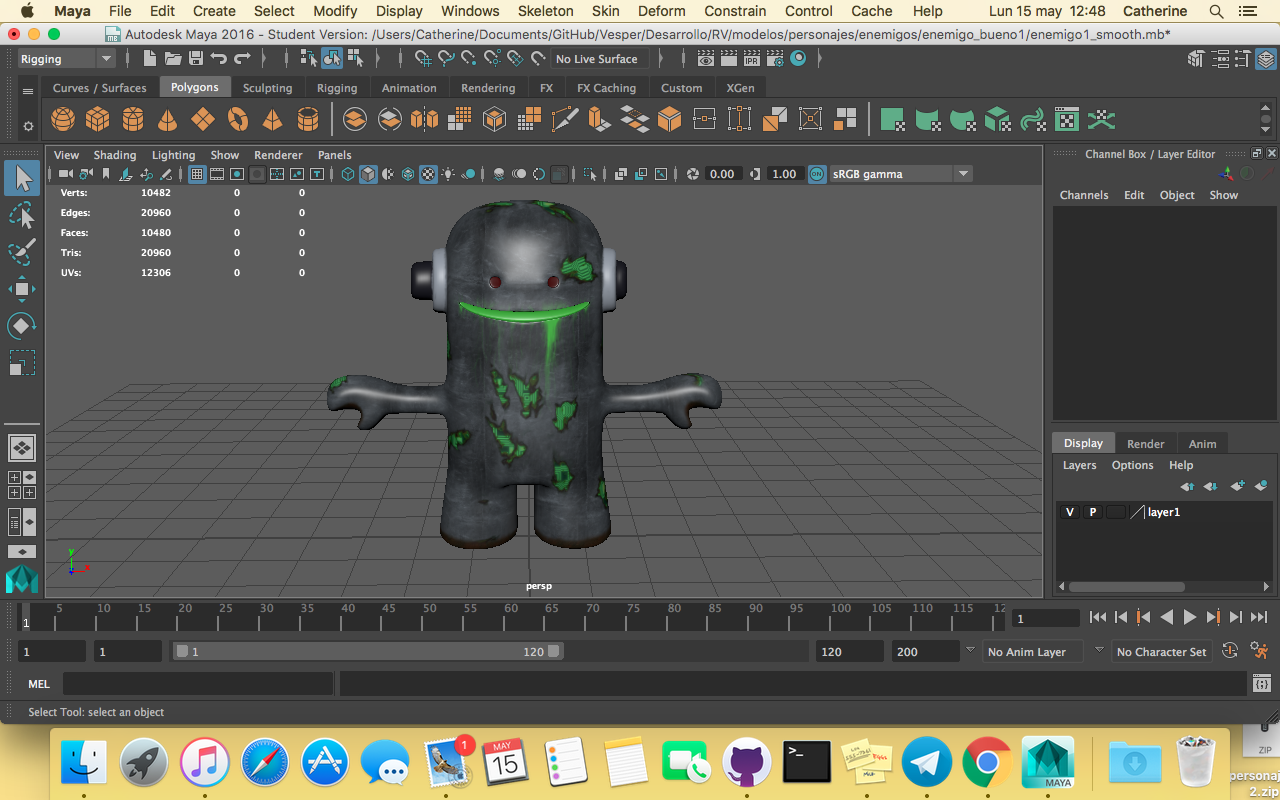 Maya File Edit Create Select Modify Display Windows Skeleton Skin Deform Constrain Control Cache Help Lun 15 may 12:48 Catherine
Autodesk Maya 2016 - Student Version: /Users/Catherine/Documents/GitHub/Vesper/Desarrollo/RV/modelos/personajes/enemigos/enemigo_bueno1/enemigo1_smooth.mb*
Rigging No Live Surface
Curves / Surfaces Polygons Sculpting Rigging Animation Rendering FX FX Caching Custom XGen
View Shading Lighting Show Renderer Panels
0.00 1.00 ON sRGB gamma
Channel Box / Layer Editor
Channels Edit Object Show
Verts: 10482 0 0
Edges: 20960 0 0
Faces: 10480 0 0
Tris: 20960 0 0
UVs: 12306 0 0
persp
y
Display Render Anim
Layers Options Help
V P layer1
5 10 15 20 25 30 35 40 45 50 55 60 65 70 75 80 85 90 95 100 105 110 115 12
1
1
1 1 1 120 120 200 No Anim Layer No Character Set
MEL
Select Tool: select an object
1
MAY
15
MAYA
ZIP
personaj
2.zip